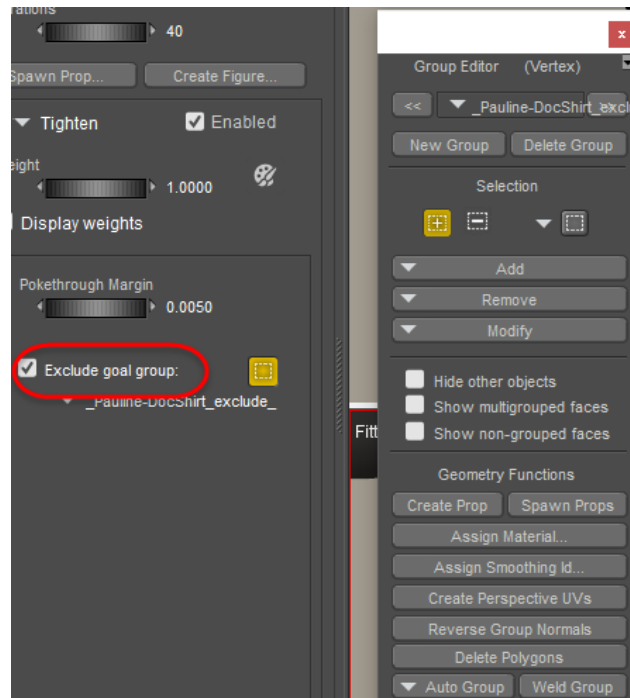 40
Spawn Prop...
Create Figure...
Tighten
Enabled
1.0000
Display weights
Pokethrough Margin
0.0050
Exclude goal group:
_Pauline-DocShirt_exclude_
Fitt
x
Group Editor (Vertex)
<<
_Pauline-DocShirt_excl
>>
New Group
Delete Group
Selection
Add
Remove
Modify
Hide other objects
Show multigrouped faces
Show non-grouped faces
Geometry Functions
Create Prop
Spawn Props
Assign Material...
Assign Smoothing Id...
Create Perspective UVs
Reverse Group Normals
Delete Polygons
Auto Group
Weld Group